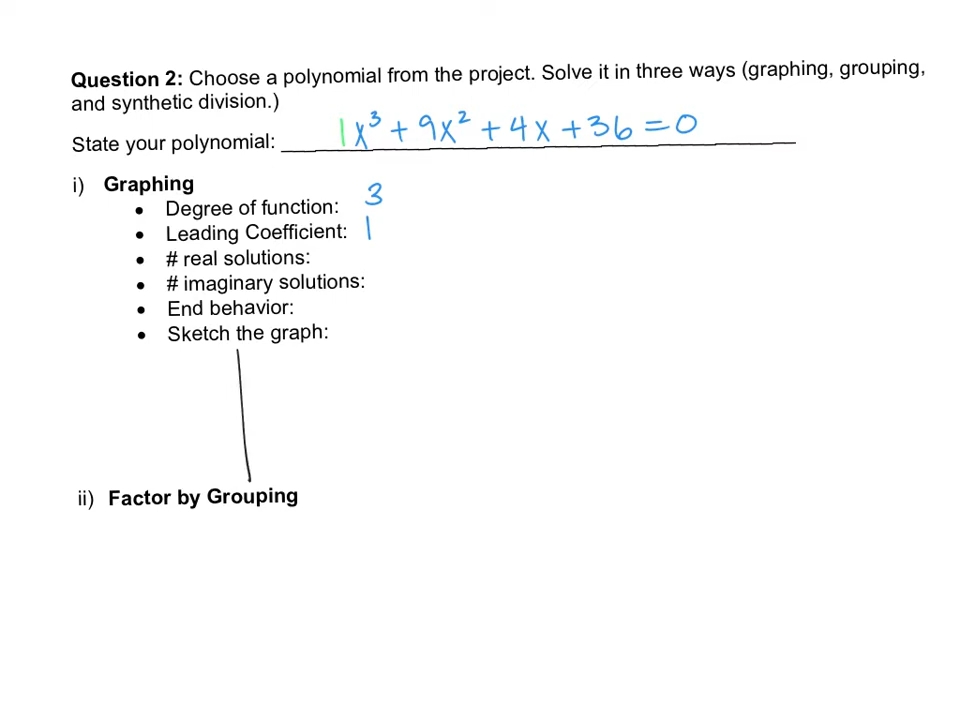 Question 2: Choose a polynomial from the project. Solve it in three ways (graphing, grouping,
and synthetic division.)
State your polynomial: 1x³ + 9x² + 4x + 36 = 0
i) Graphing
• Degree of function: 3
• Leading Coefficient: 1
• # real solutions:
• # imaginary solutions:
• End behavior:
• Sketch the graph:
ii) Factor by Grouping